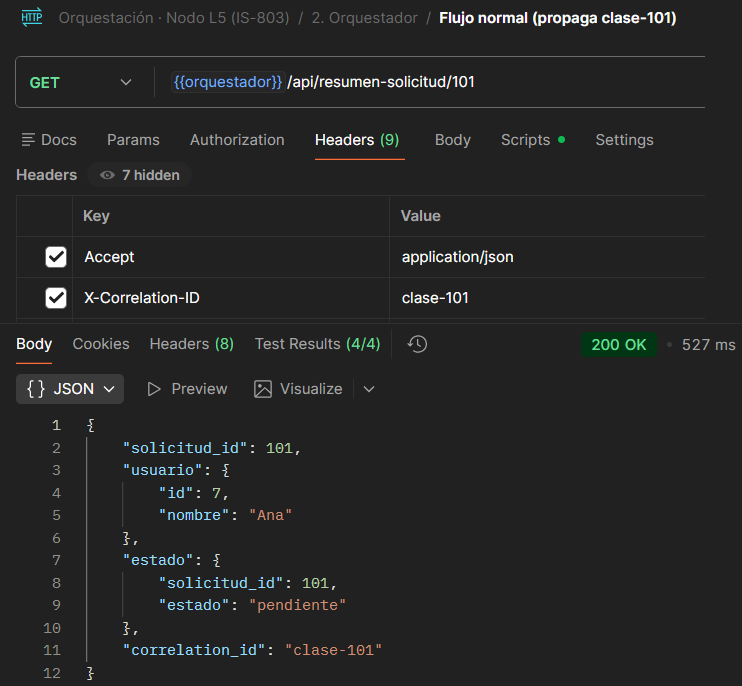 HTTP Orquestación · Nodo L5 (IS-803) / 2. Orquestador / Flujo normal (propaga clase-101)
GET {{orquestador}} /api/resumen-solicitud/101
Docs Params Authorization Headers (9) Body Scripts Settings
Headers 7 hidden
Key Value
Accept application/json
X-Correlation-ID clase-101
Body Cookies Headers (8) Test Results (4/4) 200 OK • 527 ms
{} JSON Preview Visualize
1 {
2 "solicitud_id": 101,
3 "usuario": {
4 "id": 7,
5 "nombre": "Ana"
6 },
7 "estado": {
8 "solicitud_id": 101,
9 "estado": "pendiente"
10 },
11 "correlation_id": "clase-101"
12 }